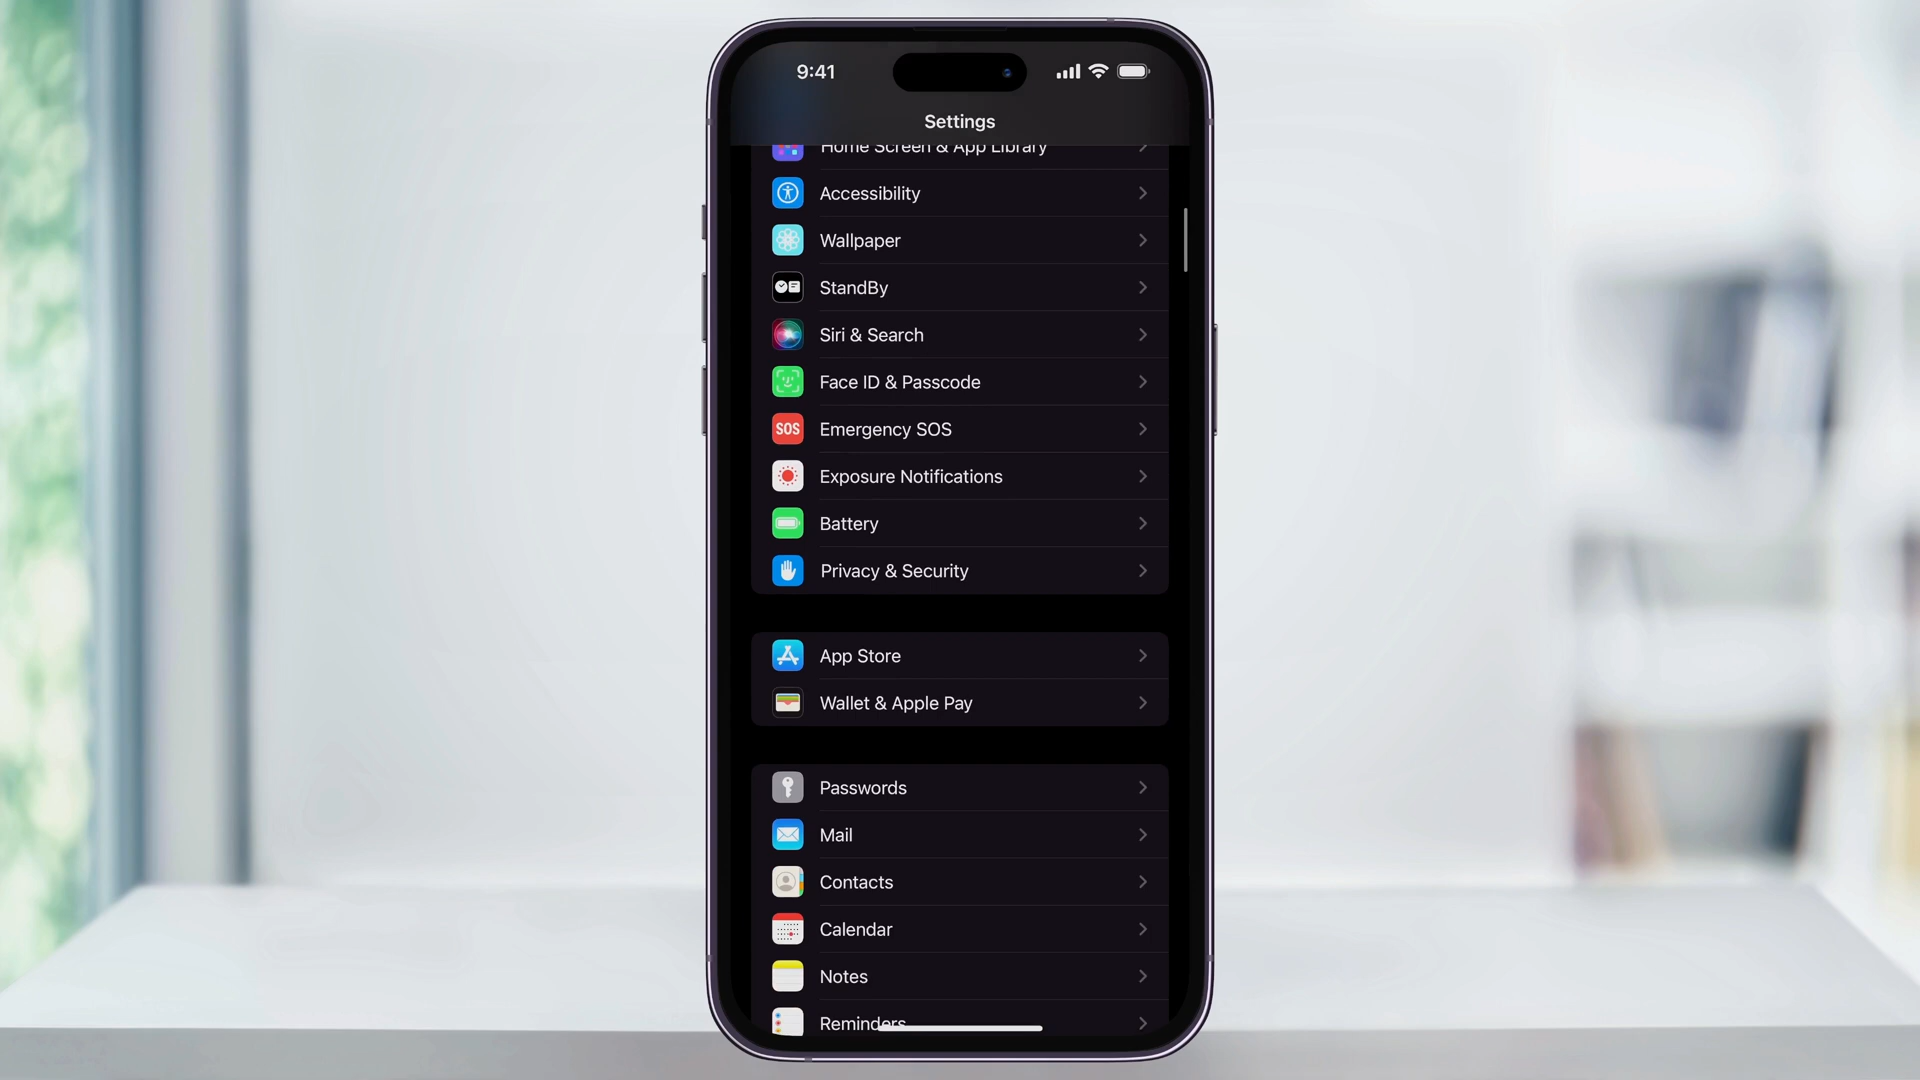 9:41
Settings
Home Screen & App Library
Accessibility
Wallpaper
StandBy
Siri & Search
Face ID & Passcode
SOS Emergency SOS
Exposure Notifications
Battery
Privacy & Security
App Store
Wallet & Apple Pay
Passwords
Mail
Contacts
Calendar
Notes
Reminders